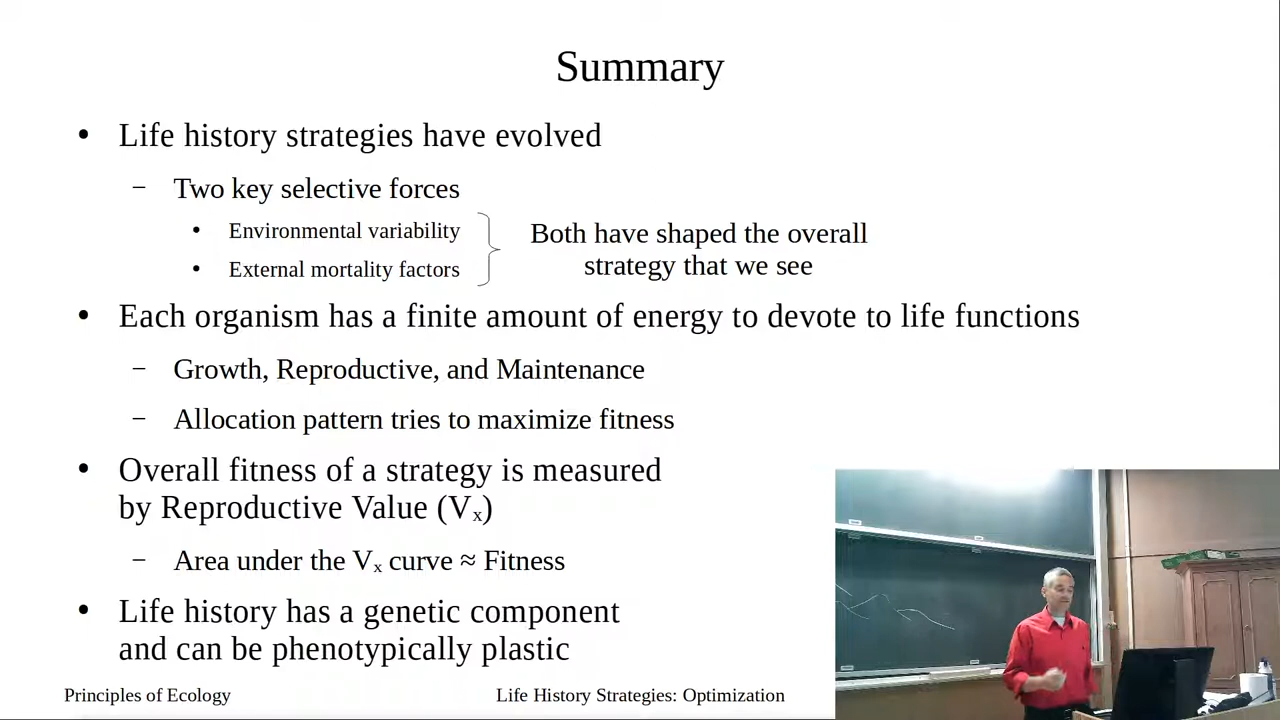 Summary
• Life history strategies have evolved
– Two key selective forces
• Environmental variability
• External mortality factors
Both have shaped the overall
strategy that we see
• Each organism has a finite amount of energy to devote to life functions
– Growth, Reproductive, and Maintenance
– Allocation pattern tries to maximize fitness
• Overall fitness of a strategy is measured
by Reproductive Value (Vₓ)
– Area under the Vₓ curve ≈ Fitness
• Life history has a genetic component
and can be phenotypically plastic
Principles of Ecology
Life History Strategies: Optimization